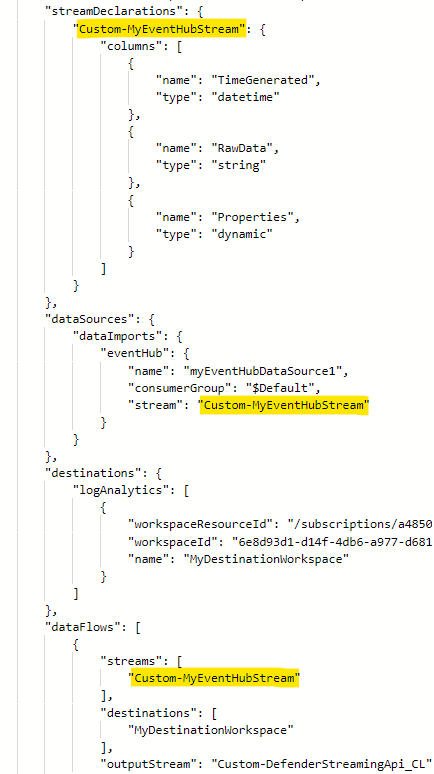 "streamDeclarations": {
"Custom-MyEventHubStream": {
"columns": [
{
"name": "TimeGenerated",
"type": "datetime"
},
{
"name": "RawData",
"type": "string"
},
{
"name": "Properties",
"type": "dynamic"
}
]
}
},
"dataSources": {
"dataImports": {
"eventHub": {
"name": "myEventHubDataSource1",
"consumerGroup": "$Default",
"stream": "Custom-MyEventHubStream"
}
}
},
"destinations": {
"logAnalytics": [
{
"workspaceResourceId": "/subscriptions/a4850
"workspaceId": "6e8d93d1-d14f-4db6-a977-d681
"name": "MyDestinationWorkspace"
}
]
},
"dataFlows": [
{
"streams": [
"Custom-MyEventHubStream"
],
"destinations": [
"MyDestinationWorkspace"
],
"outputStream": "Custom-DefenderStreamingApi_CL"